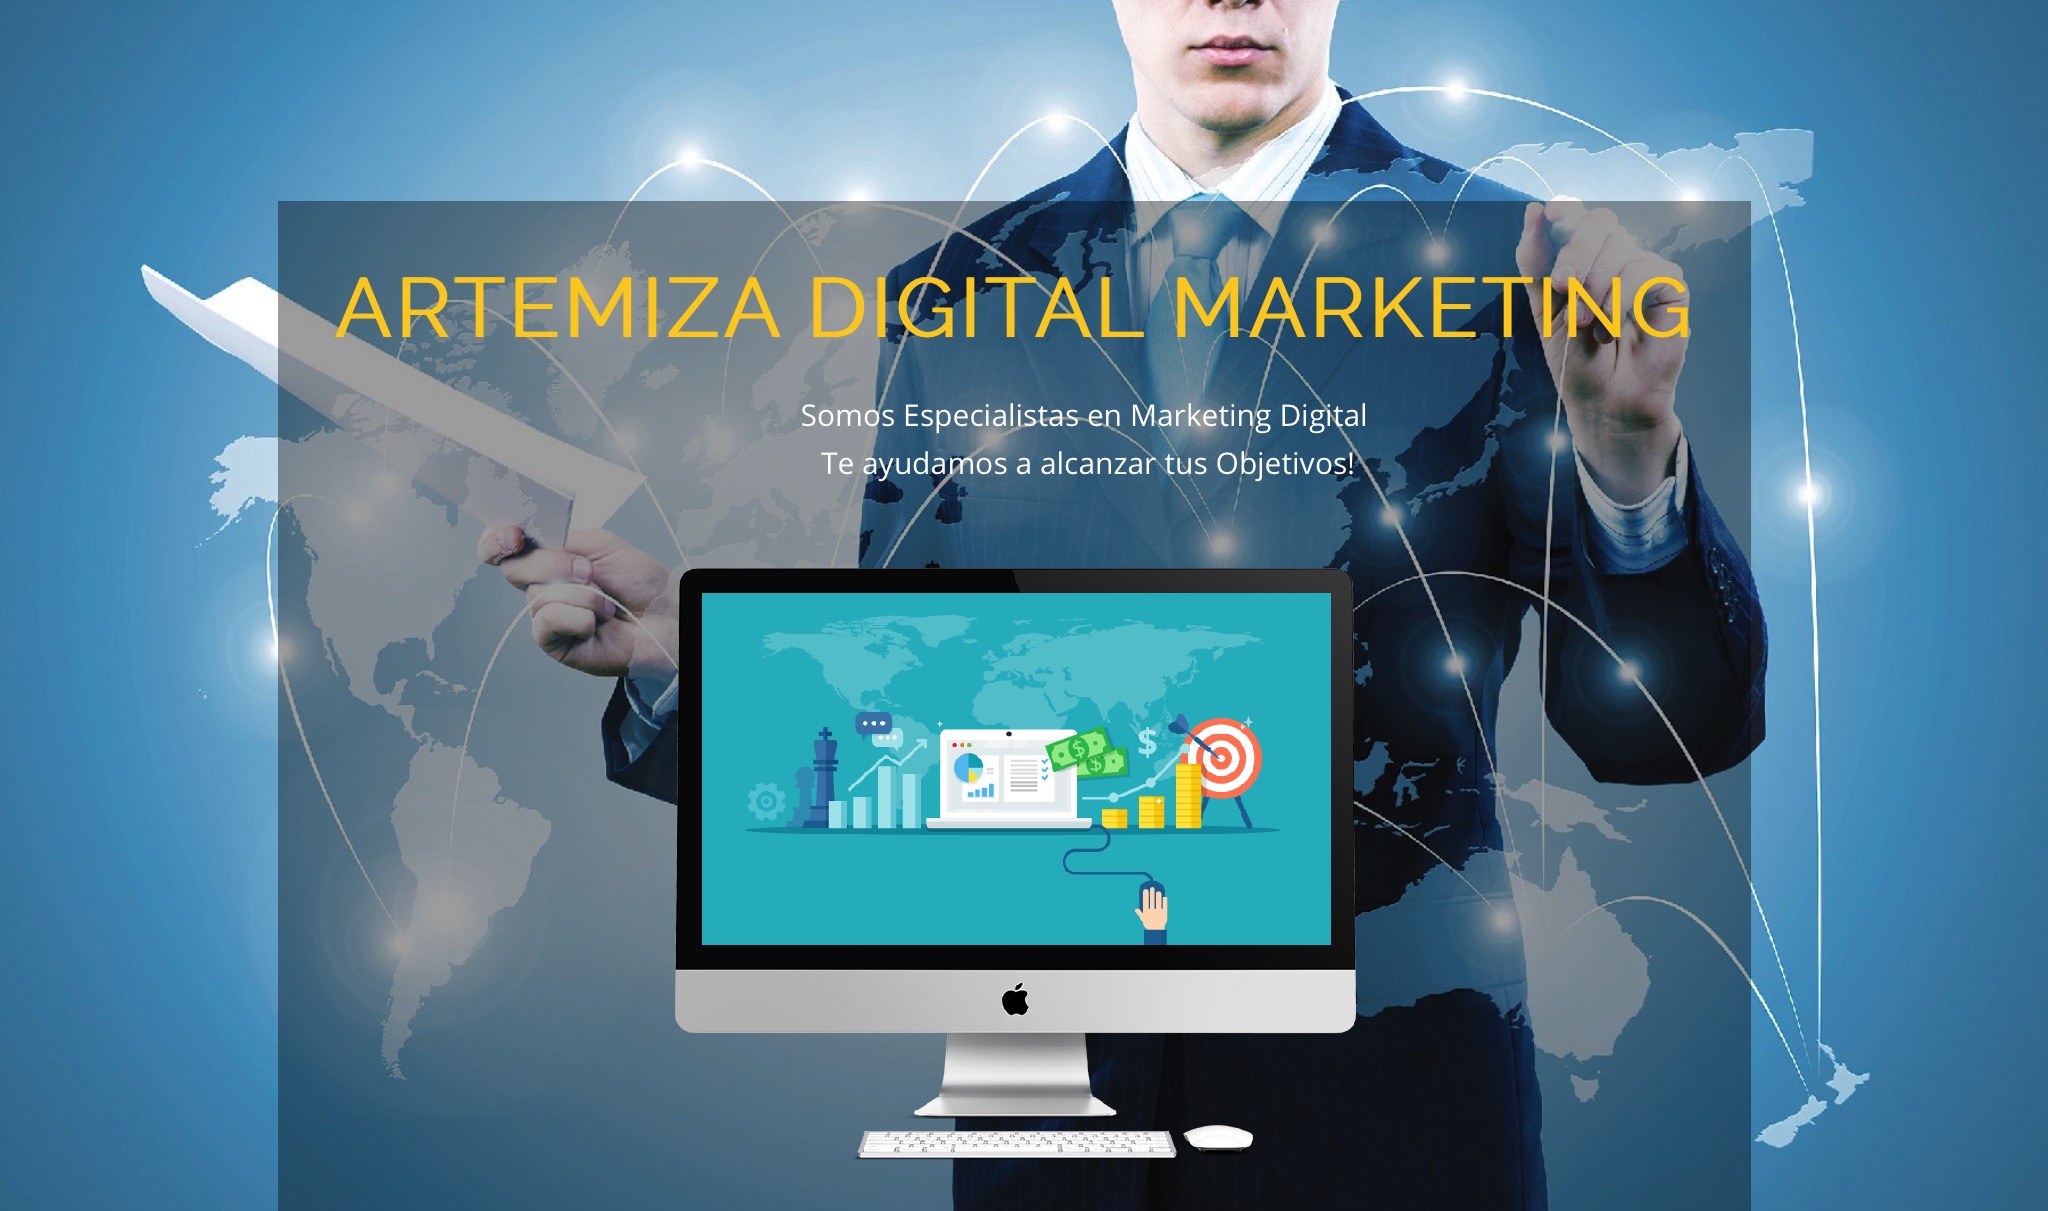 ARTEMIZA DIGITAL MARKETING
Somos Especialistas en Marketing Digital
Te ayudamos a alcanzar tus Objetivos!